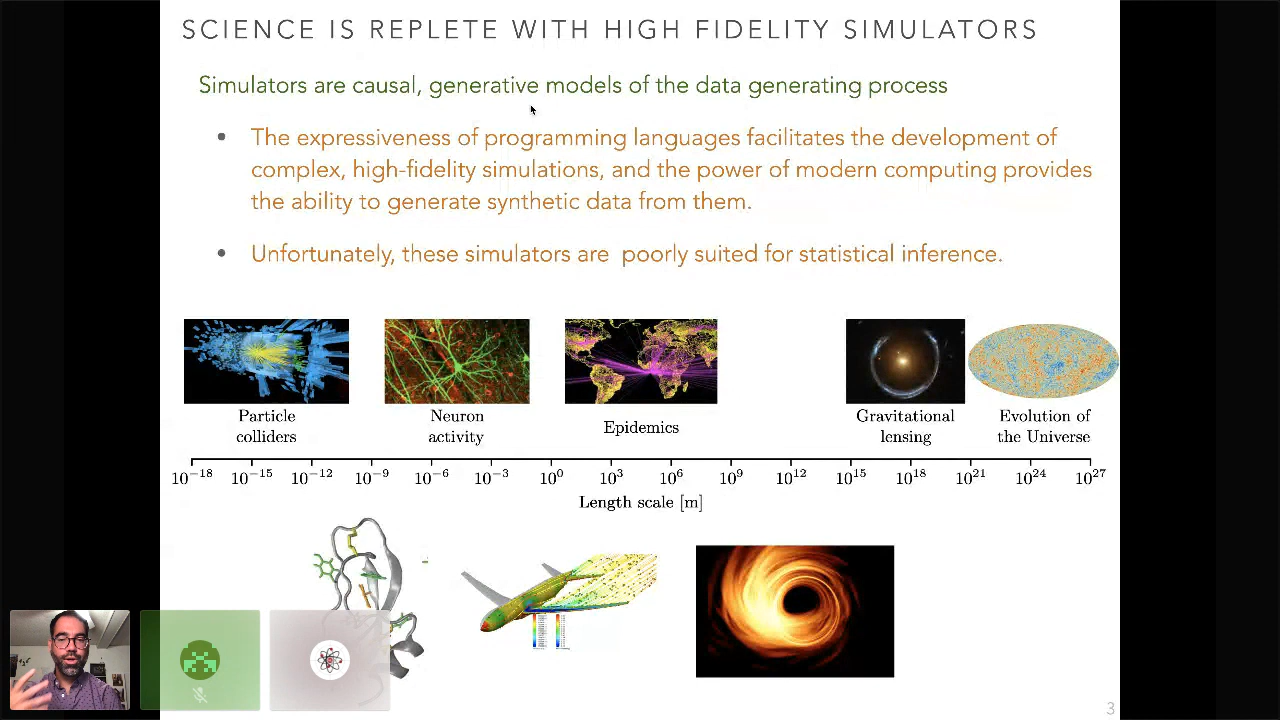 SCIENCE IS REPLETE WITH HIGH FIDELITY SIMULATORS
Simulators are causal, generative models of the data generating process
• The expressiveness of programming languages facilitates the development of
complex, high-fidelity simulations, and the power of modern computing provides
the ability to generate synthetic data from them.
• Unfortunately, these simulators are poorly suited for statistical inference.
Particle
colliders
Neuron
activity
Epidemics
Gravitational
lensing
Evolution of
the Universe
10⁻¹⁸ 10⁻¹⁵ 10⁻¹² 10⁻⁹ 10⁻⁶ 10⁻³ 10⁰ 10³ 10⁶ 10⁹ 10¹² 10¹⁵ 10¹⁸ 10²¹ 10²⁴ 10²⁷
Length scale [m]
3